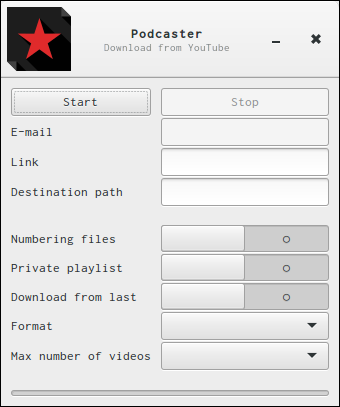 Podcaster
Download from YouTube
Start Stop
E-mail
Link
Destination path
Numbering files
Private playlist
Download from last
Format
Max number of videos